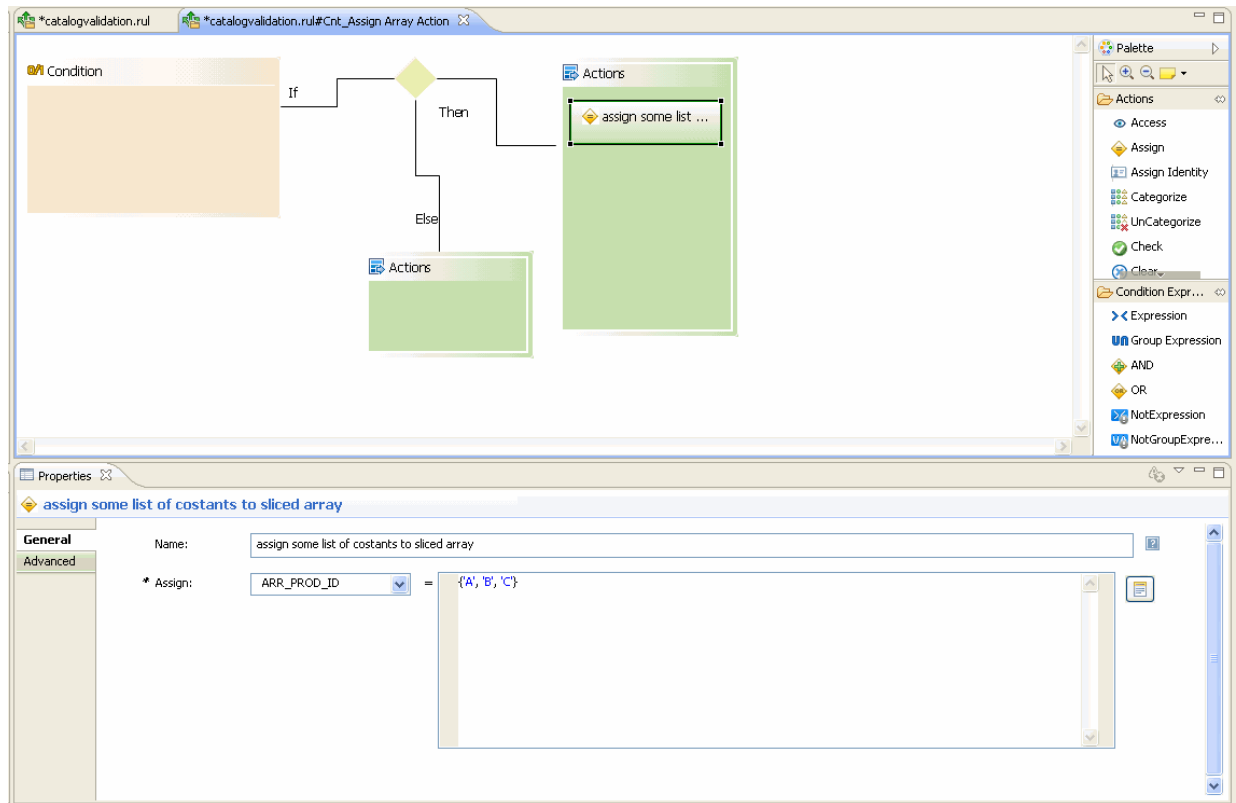 *catalogvalidation.rul
*catalogvalidation.rul#Cnt_Assign Array Action
Condition
If
Then
Else
Actions
assign some list ...
Actions
Palette
Actions
Access
Assign
Assign Identity
Categorize
UnCategorize
Check
Clear
Condition Expr...
Expression
Group Expression
AND
OR
NotExpression
NotGroupExpre...
Properties
assign some list of costants to sliced array
General
Advanced
Name:
assign some list of costants to sliced array
* Assign:
ARR_PROD_ID
=
{'A', 'B', 'C'}